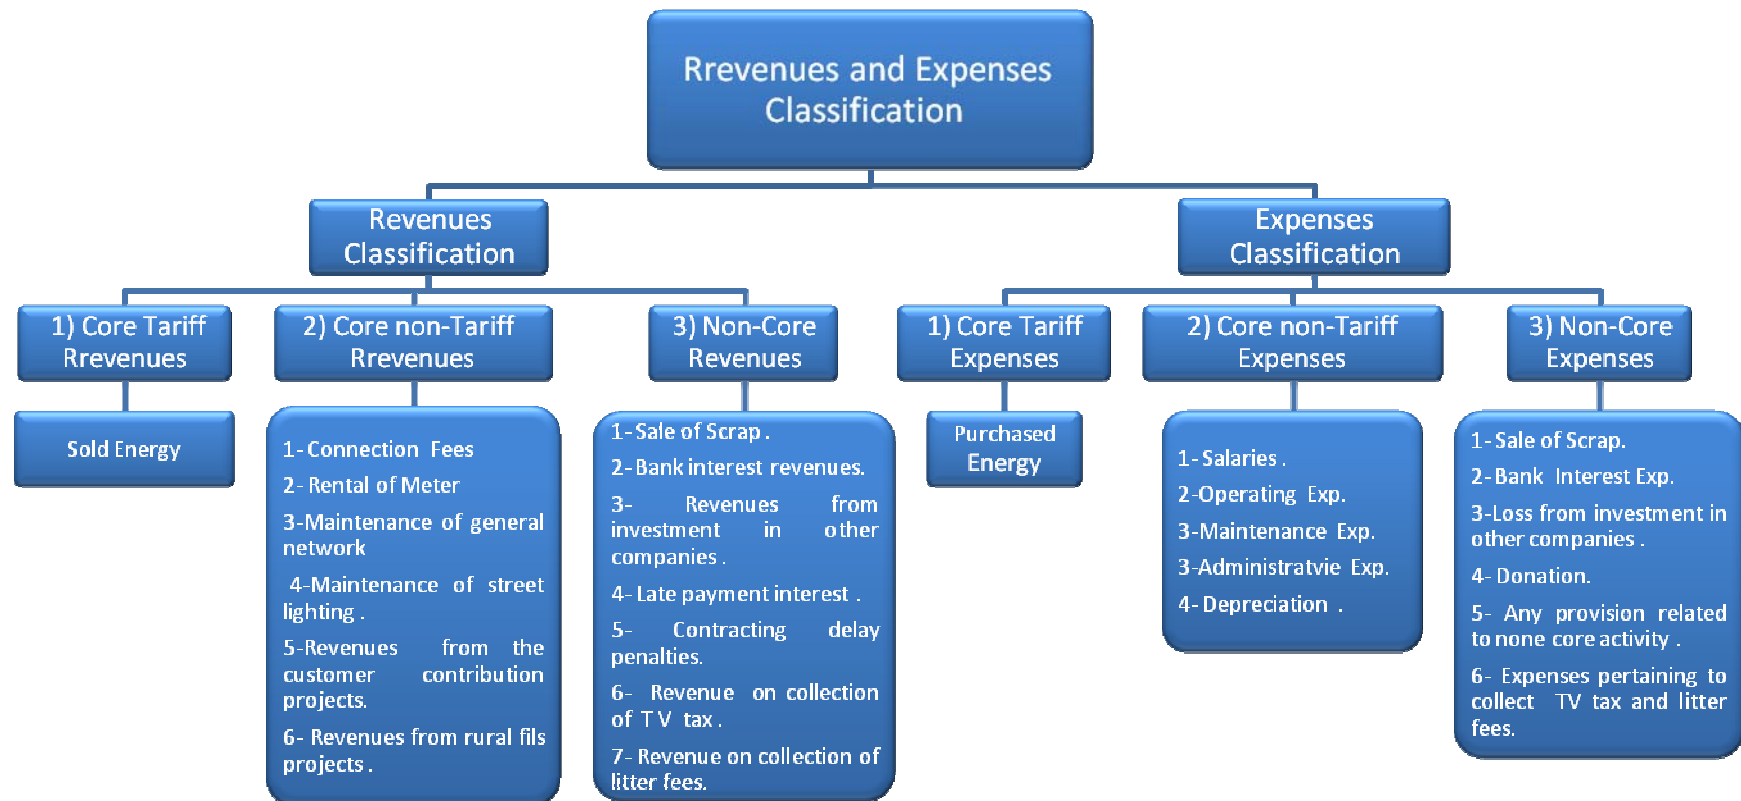 Rrevenues and Expenses
Classification
Revenues
Classification
Expenses
Classification
1) Core Tariff
Rrevenues
2) Core non-Tariff
Rrevenues
3) Non-Core
Revenues
1) Core Tariff
Expenses
2) Core non-Tariff
Expenses
3) Non-Core
Expenses
Sold Energy
1- Connection Fees
2- Rental of Meter
3-Maintenance of general
network
4-Maintenance of street
lighting .
5-Revenues from the
customer contribution
projects.
6- Revenues from rural fils
projects .
1- Sale of Scrap .
2- Bank interest revenues.
3- Revenues from
investment in other
companies .
4- Late payment interest .
5- Contracting delay
penalties.
6- Revenue on collection
of T V tax .
7- Revenue on collection of
litter fees.
Purchased
Energy
1- Salaries .
2-Operating Exp.
3-Maintenance Exp.
3-Administratvie Exp.
4- Depreciation .
1- Sale of Scrap.
2- Bank Interest Exp.
3-Loss from investment in
other companies .
4- Donation.
5- Any provision related
to none core activity .
6- Expenses pertaining to
collect TV tax and litter
fees.